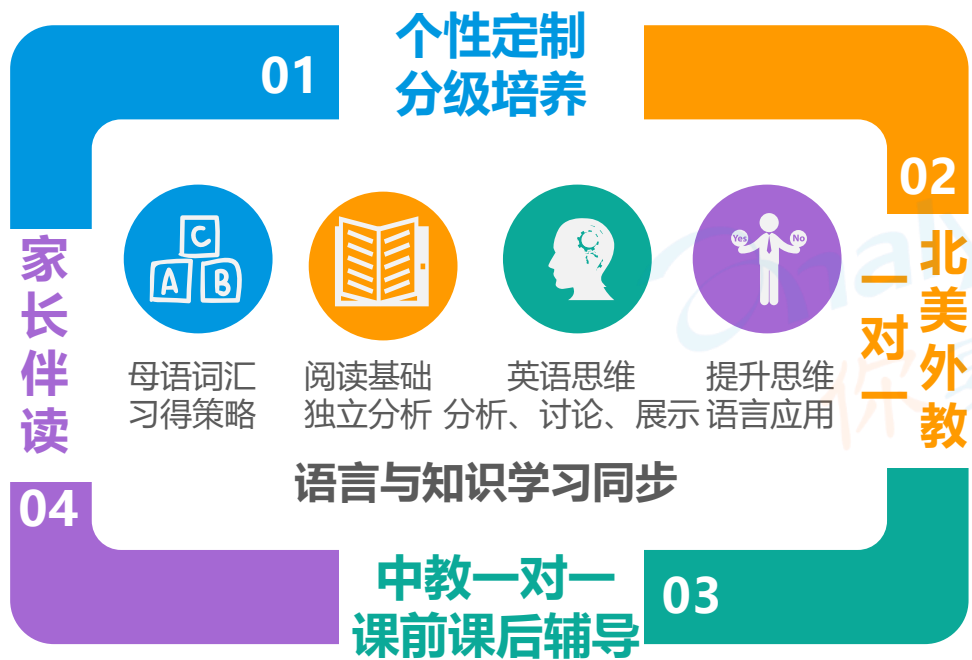 01
个性定制
分级培养
02
北美外教
一对一
家长伴读
04
C
A B
Yes No
母语词汇
习得策略
阅读基础
独立分析
英语思维
分析、讨论、展示
提升思维
语言应用
语言与知识学习同步
中教一对一
课前课后辅导
03